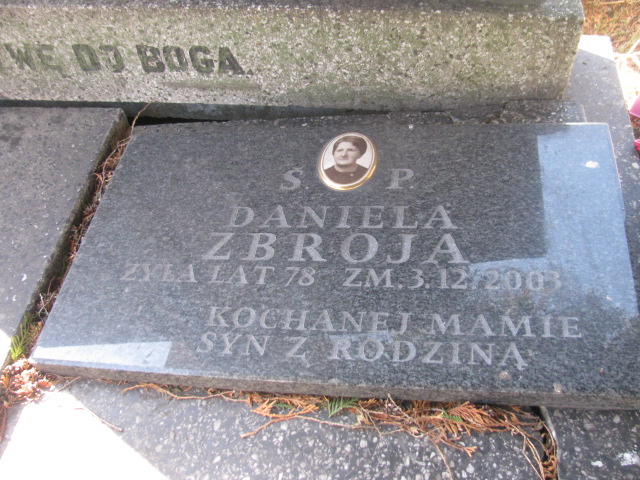 WĘ DO BOGA.
S. P.
DANIELA
ZBROJA
ŻYŁA LAT 78 ZM. 3.12.2003
KOCHANEJ MAMIE
SYN Z RODZINĄ